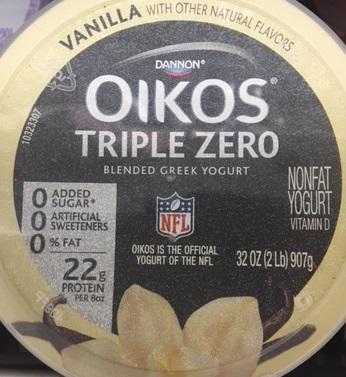 VANILLA WITH OTHER NATURAL FLAVORS
DANNON®
OIKOS®
TRIPLE ZERO
BLENDED GREEK YOGURT
10323307
0 ADDED SUGAR*
0 ARTIFICIAL SWEETENERS
0 % FAT
22g
PROTEIN
PER 8oz
NFL
OIKOS IS THE OFFICIAL
YOGURT OF THE NFL
NONFAT
YOGURT
VITAMIN D
32 OZ (2 Lb) 907g